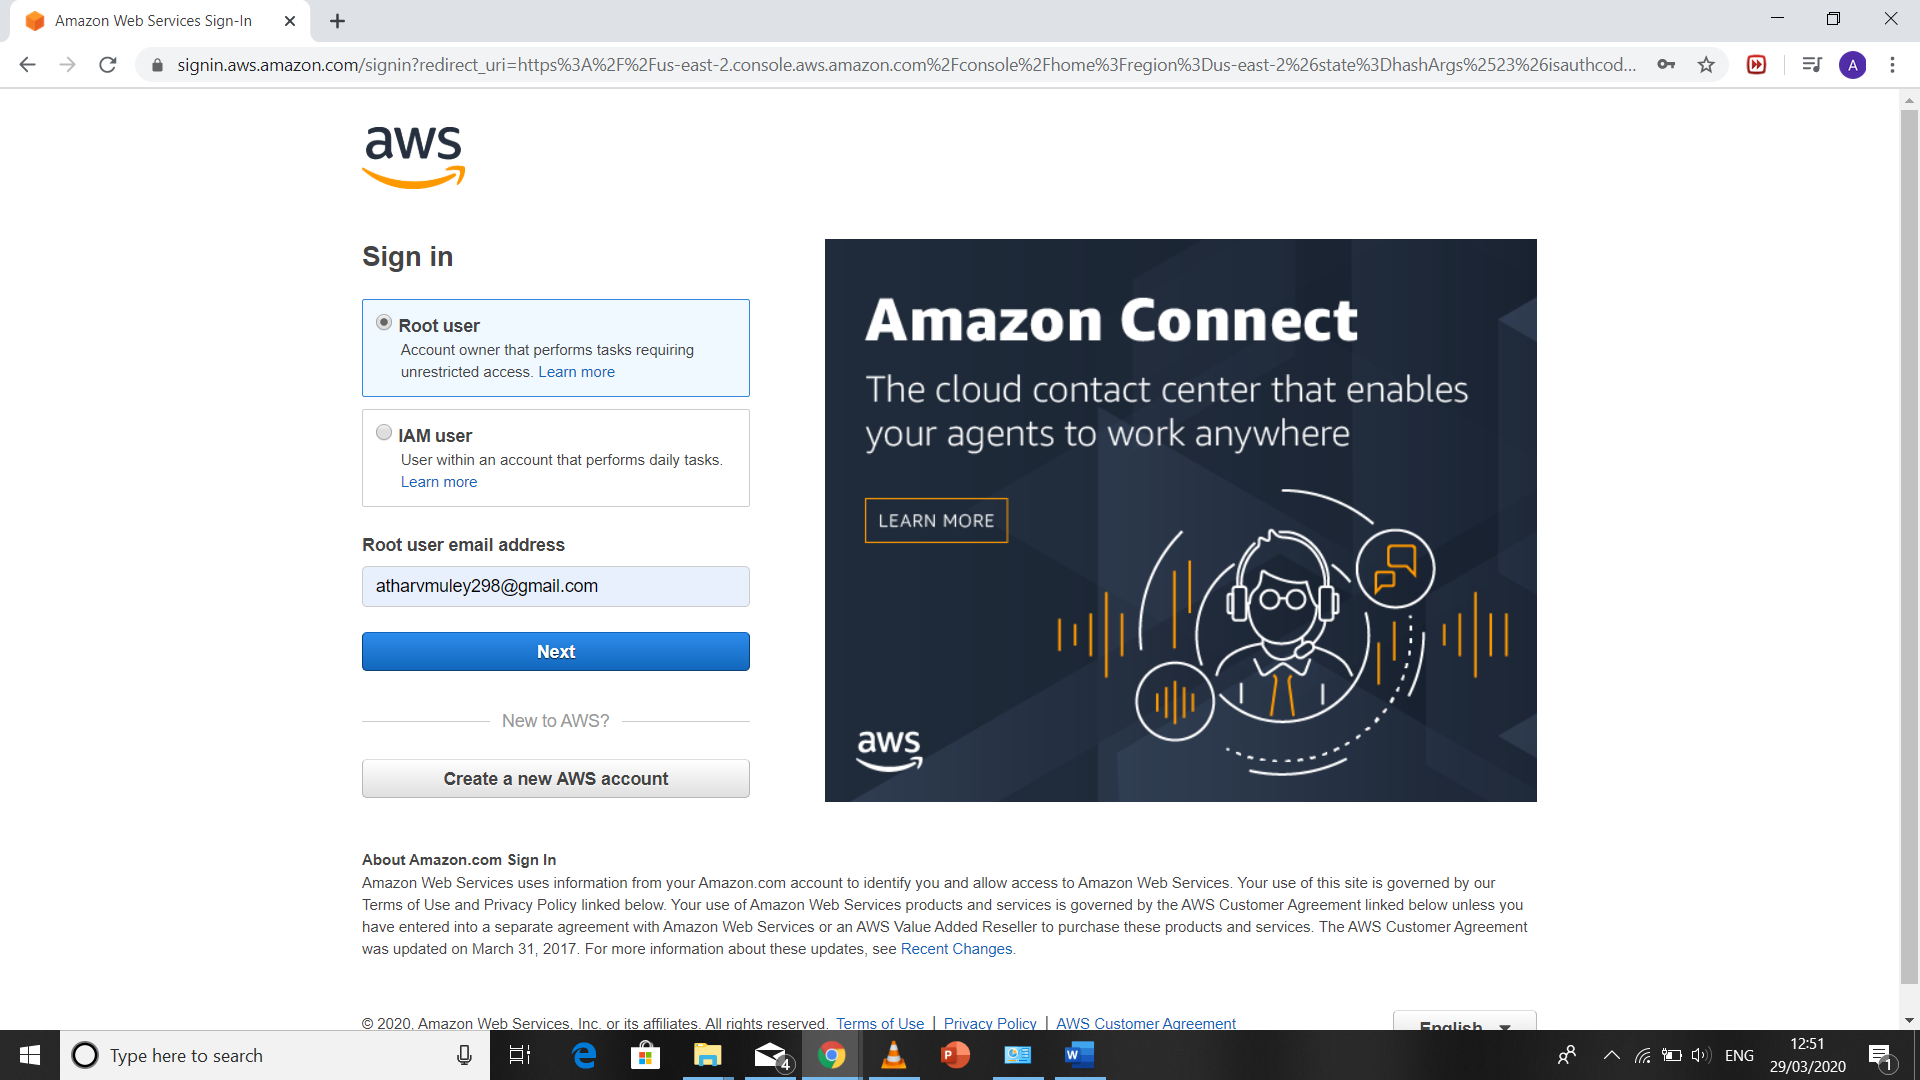 Amazon Web Services Sign-In
signin.aws.amazon.com/signin?redirect_uri=https%3A%2F%2Fus-east-2.console.aws.amazon.com%2Fconsole%2Fhome%3Fregion%3Dus-east-2%26state%3DhashArgs%2523%26isauthcod...
A
aws
Sign in
Root user
Account owner that performs tasks requiring
unrestricted access. Learn more
IAM user
User within an account that performs daily tasks.
Learn more
Root user email address
atharvmuley298@gmail.com
Next
New to AWS?
Create a new AWS account
Amazon Connect
The cloud contact center that enables
your agents to work anywhere
LEARN MORE
aws
About Amazon.com Sign In
Amazon Web Services uses information from your Amazon.com account to identify you and allow access to Amazon Web Services. Your use of this site is governed by our
Terms of Use and Privacy Policy linked below. Your use of Amazon Web Services products and services is governed by the AWS Customer Agreement linked below unless you
have entered into a separate agreement with Amazon Web Services or an AWS Value Added Reseller to purchase these products and services. The AWS Customer Agreement
was updated on March 31, 2017. For more information about these updates, see Recent Changes.
© 2020, Amazon Web Services, Inc. or its affiliates. All rights reserved. Terms of Use | Privacy Policy | AWS Customer Agreement
English
Type here to search
4
P
W
ENG
12:51
29/03/2020
1